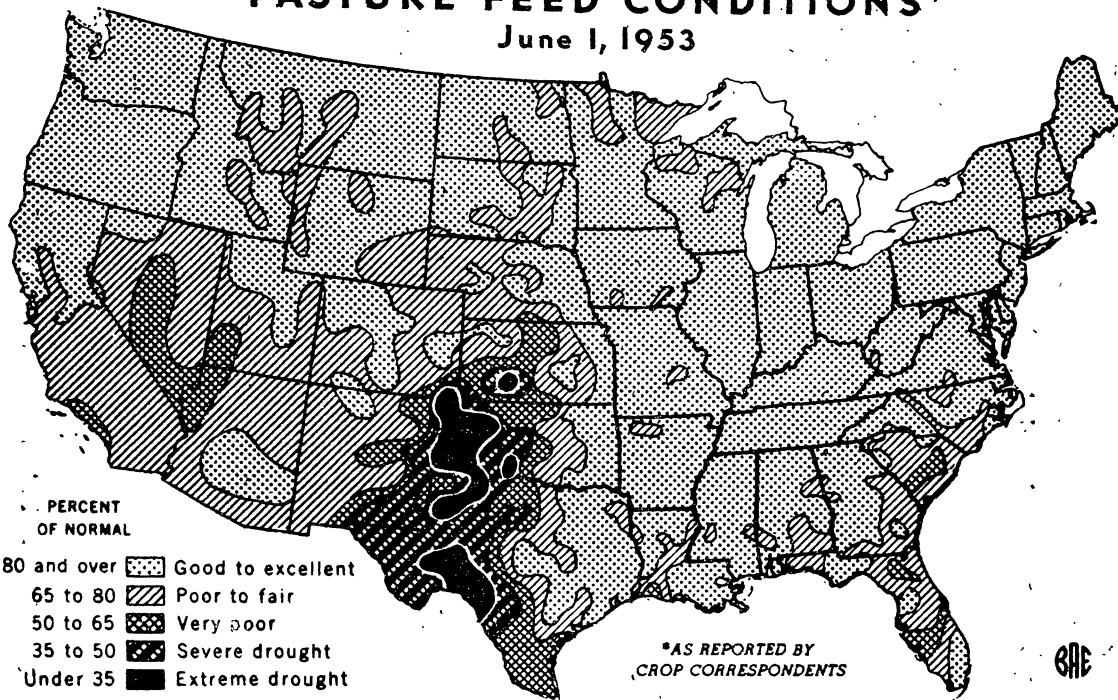 PASTURE FEED CONDITIONS*
June 1, 1953
PERCENT
OF NORMAL
80 and over Good to excellent
65 to 80 Poor to fair
50 to 65 Very poor
35 to 50 Severe drought
Under 35 Extreme drought
*AS REPORTED BY
CROP CORRESPONDENTS
BAE